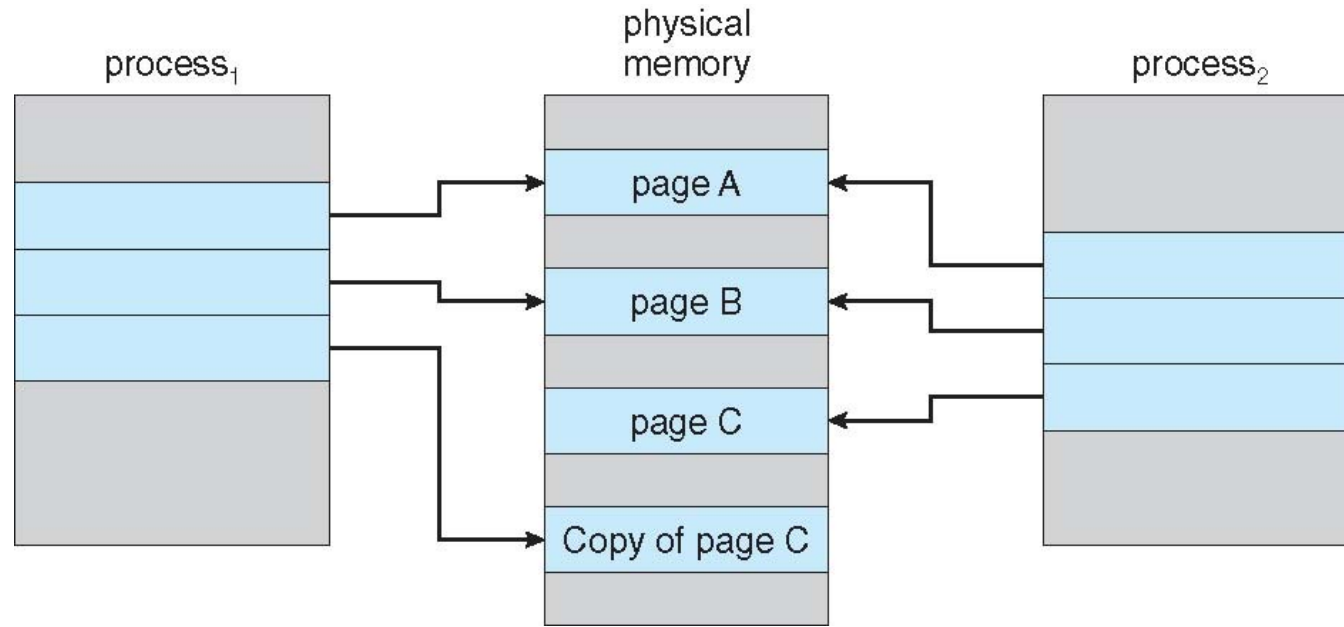 process₁
physical
memory
process₂
page A
page B
page C
Copy of page C